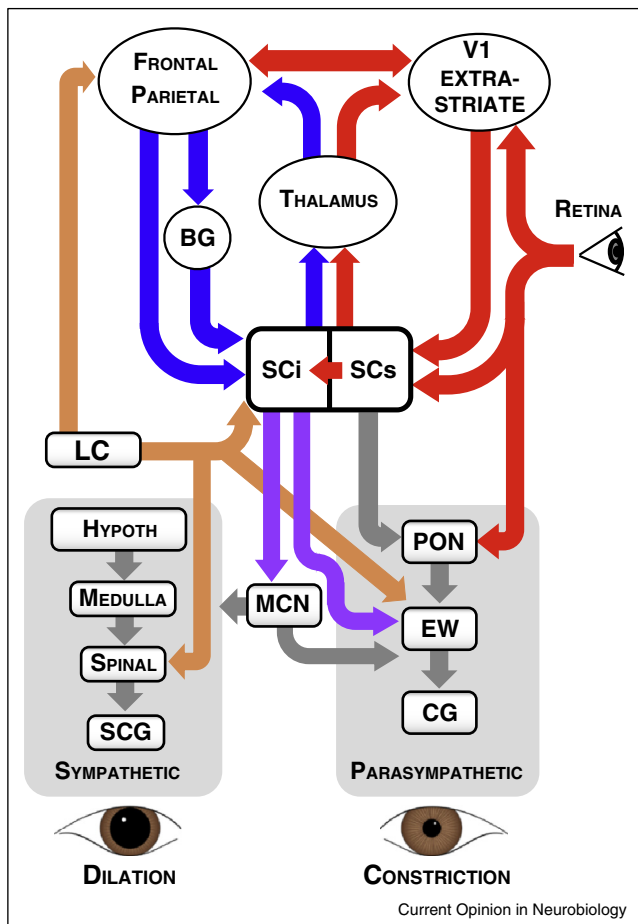 FRONTAL
PARIETAL
V1
EXTRA-
STRIATE
THALAMUS
RETINA
BG
SCi
SCs
LC
HYPOTH
PON
MEDULLA
MCN
EW
SPINAL
SCG
CG
SYMPATHETIC
PARASYMPATHETIC
DILATION
CONSTRICTION
Current Opinion in Neurobiology